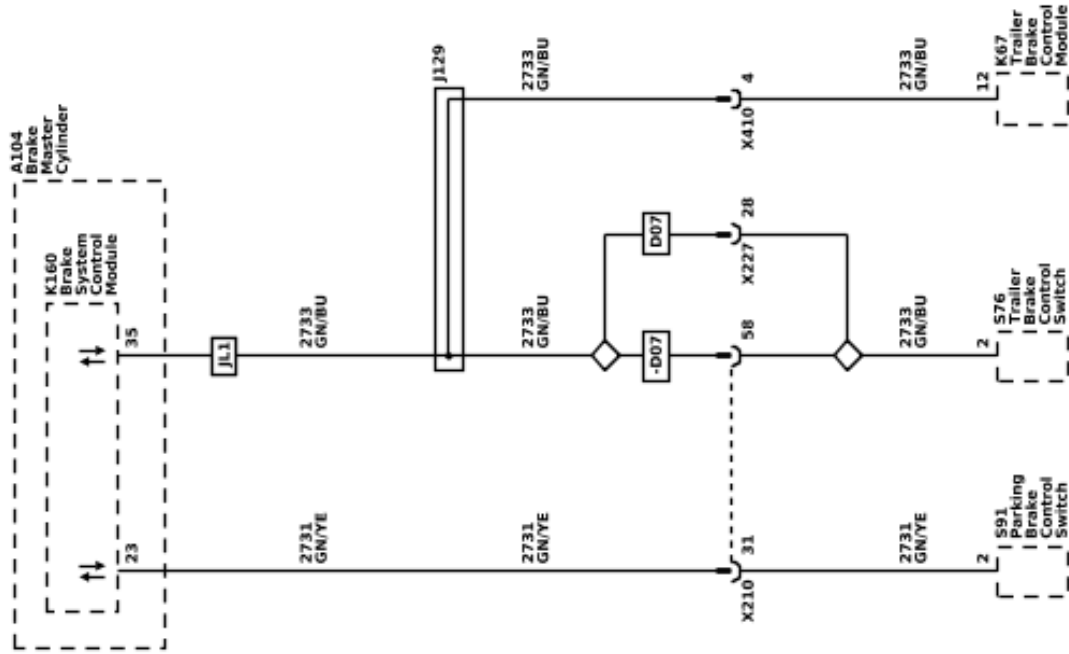 A104
Brake
Master
Cylinder
K160
Brake
System
Control
Module
23
35
JL1
2731
GN/YE
2733
GN/BU
J129
2731
GN/YE
2733
GN/BU
2733
GN/BU
-D07
D07
31
X210
58
28
X227
4
X410
2731
GN/YE
2733
GN/BU
2733
GN/BU
2
S91
Parking
Brake
Control
Switch
2
S76
Trailer
Brake
Control
Switch
12
K67
Trailer
Brake
Control
Module